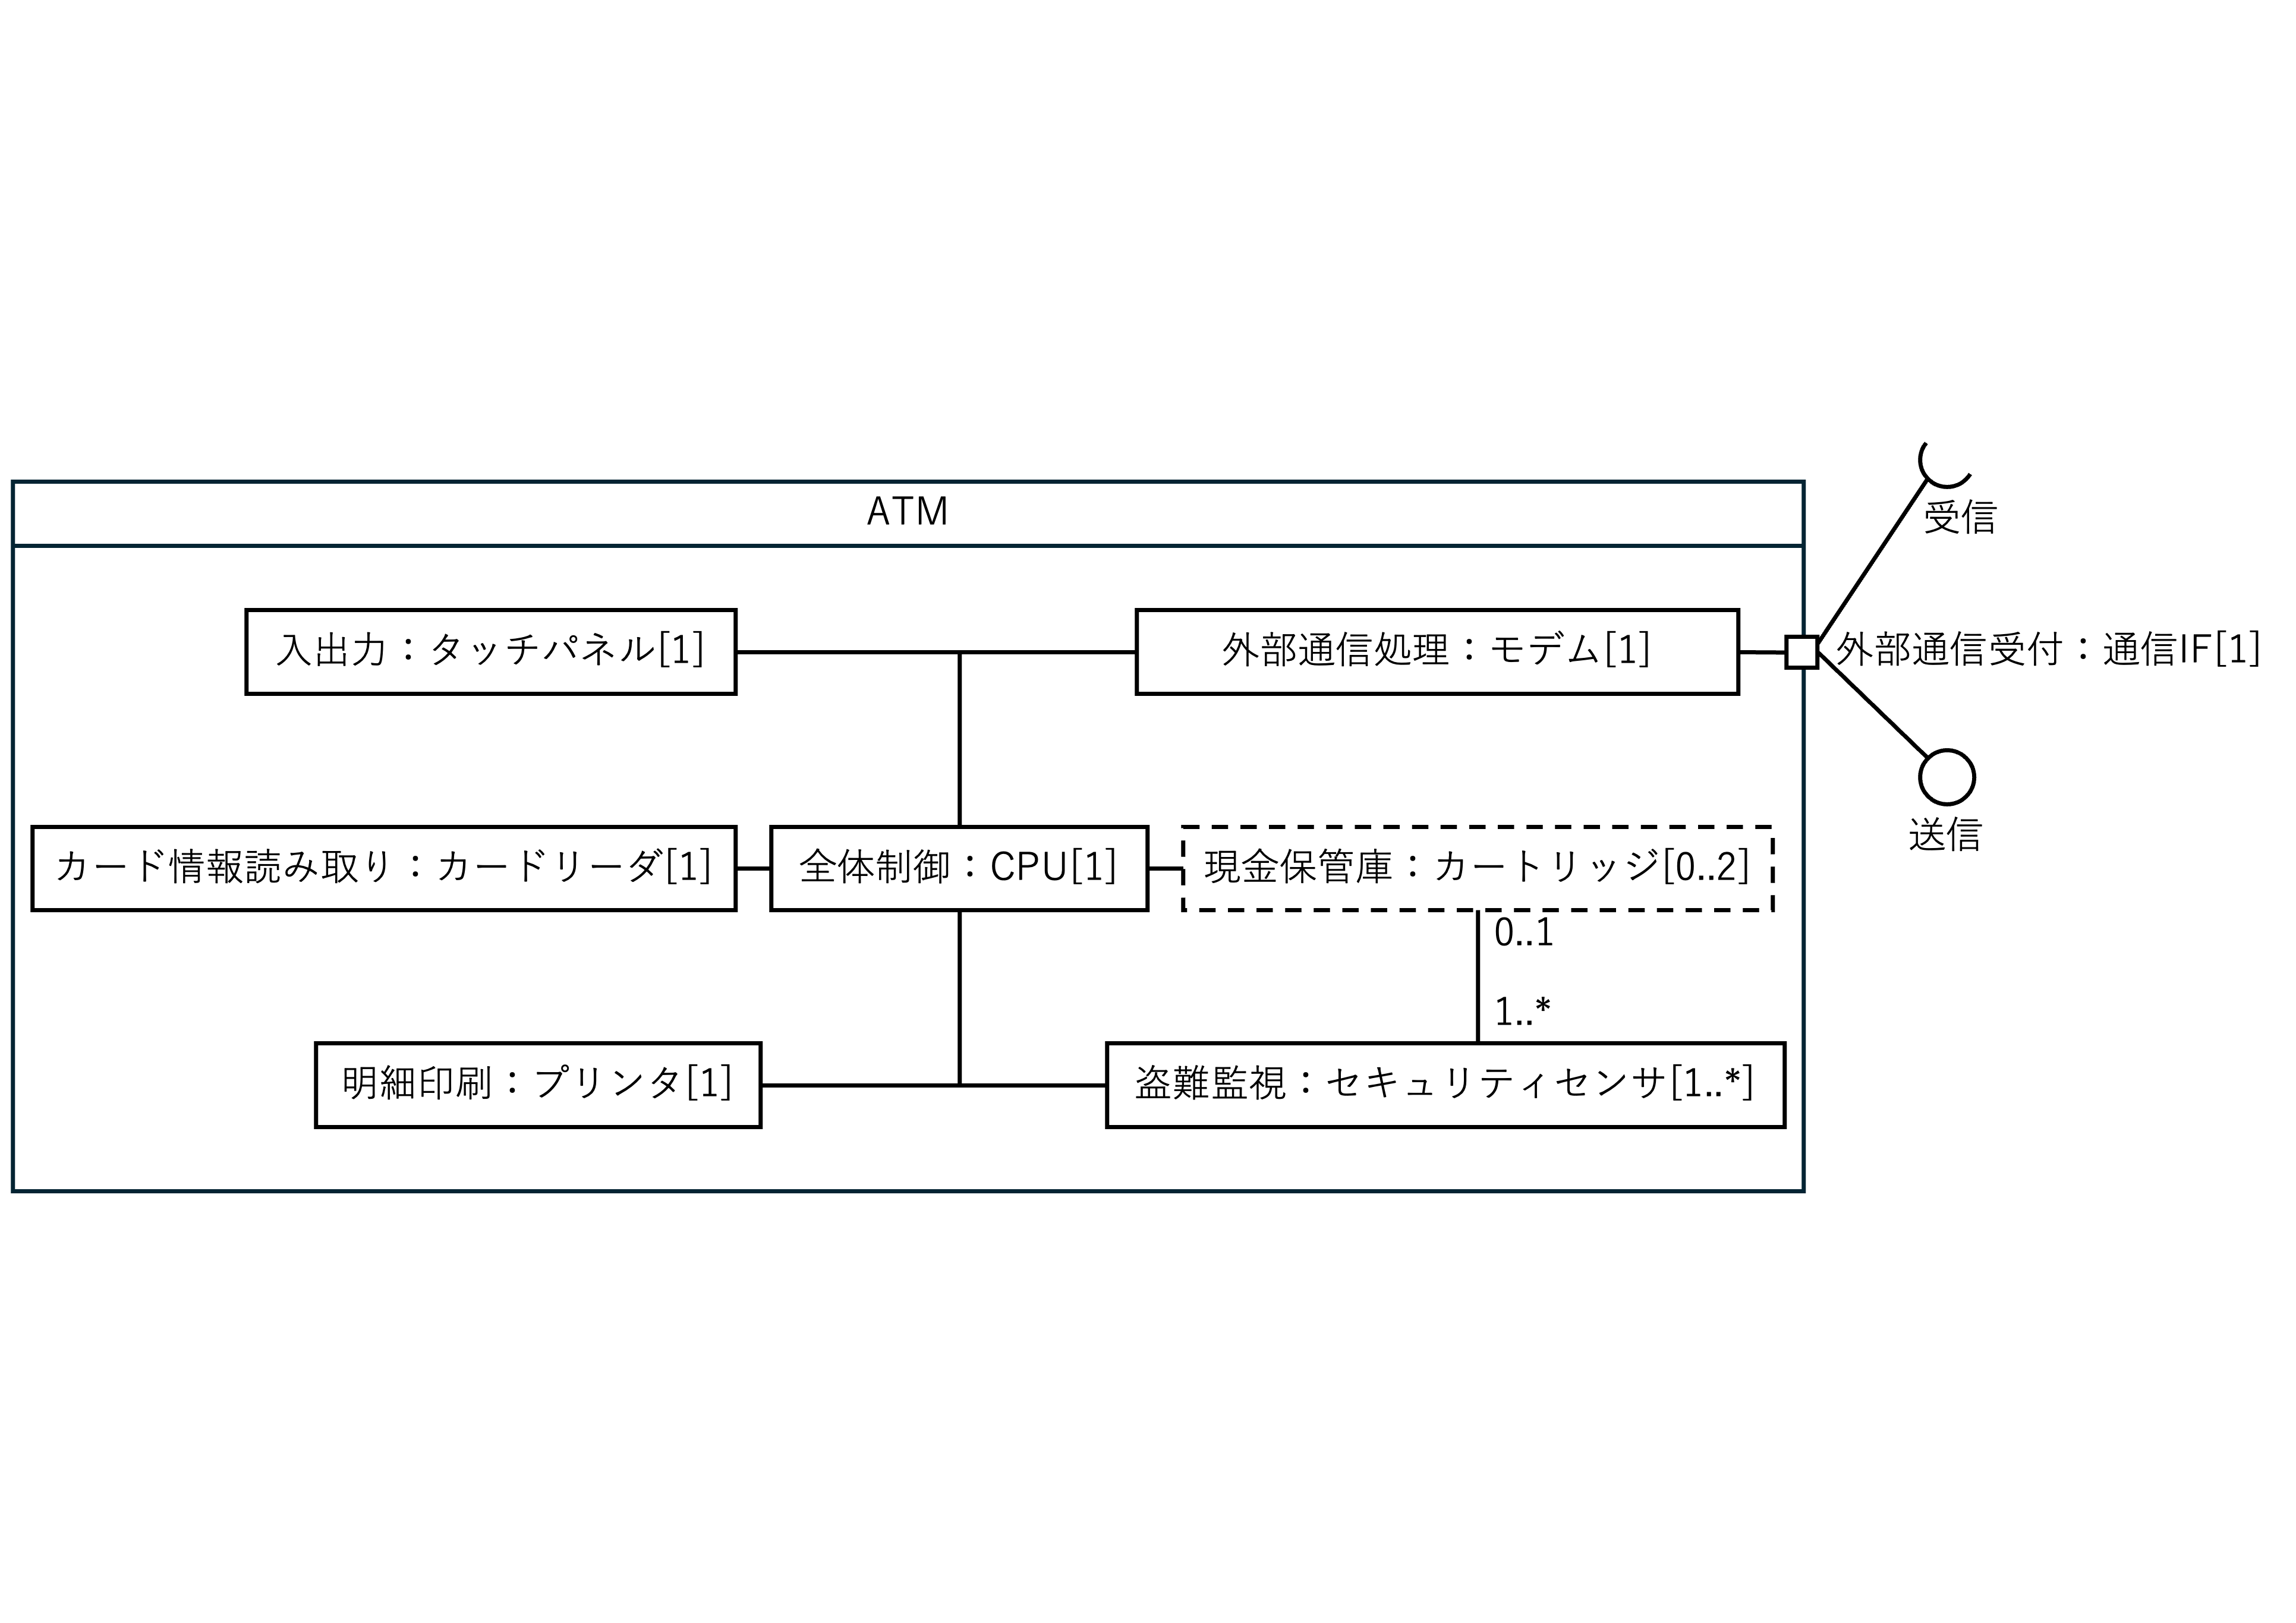 ATM
受信
入出力：タッチパネル[1]
外部通信処理：モデム[1]
外部通信受付：通信IF[1]
送信
カード情報読み取り：カードリーダ[1]
全体制御：CPU[1]
現金保管庫：カートリッジ[0..2]
0..1
1..*
明細印刷：プリンタ[1]
盗難監視：セキュリティセンサ[1..*]